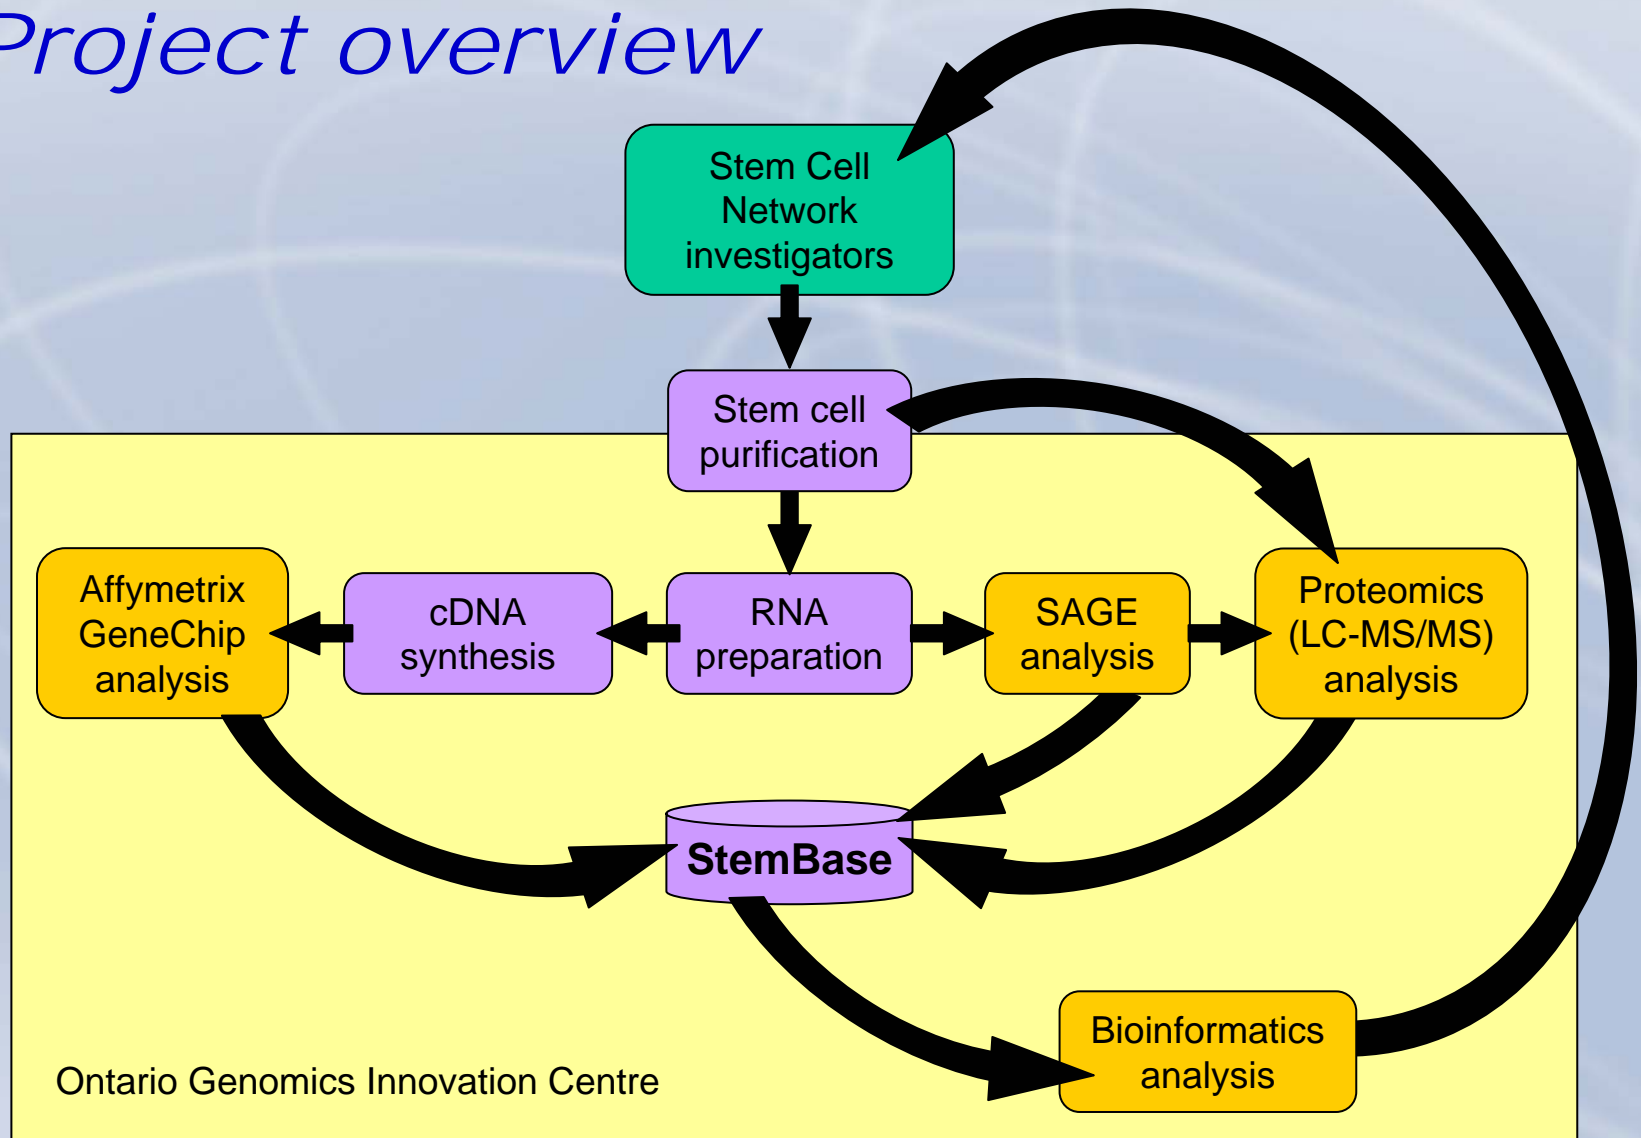 Project overview
Stem Cell
Network
investigators
Stem cell
purification
Affymetrix
GeneChip
analysis
cDNA
synthesis
RNA
preparation
SAGE
analysis
Proteomics
(LC-MS/MS)
analysis
StemBase
Bioinformatics
analysis
Ontario Genomics Innovation Centre